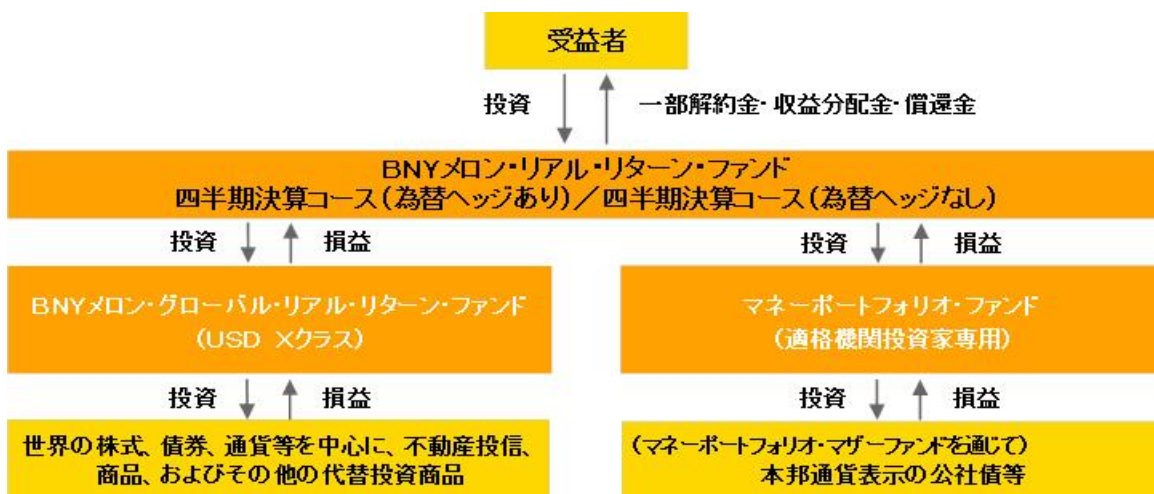 受益者
投資
一部解約金・収益分配金・償還金
BNYメロン・リアル・リターン・ファンド
四半期決算コース(為替ヘッジあり)/四半期決算コース(為替ヘッジなし)
投資
損益
投資
損益
BNYメロン・グローバル・リアル・リターン・ファンド
(USD Xクラス)
マネーポートフォリオ・ファンド
(適格機関投資家専用)
投資
損益
投資
損益
世界の株式、債券、通貨等を中心に、不動産投信、
商品、およびその他の代替投資商品
(マネーポートフォリオ・マザーファンドを通じて)
本邦通貨表示の公社債等